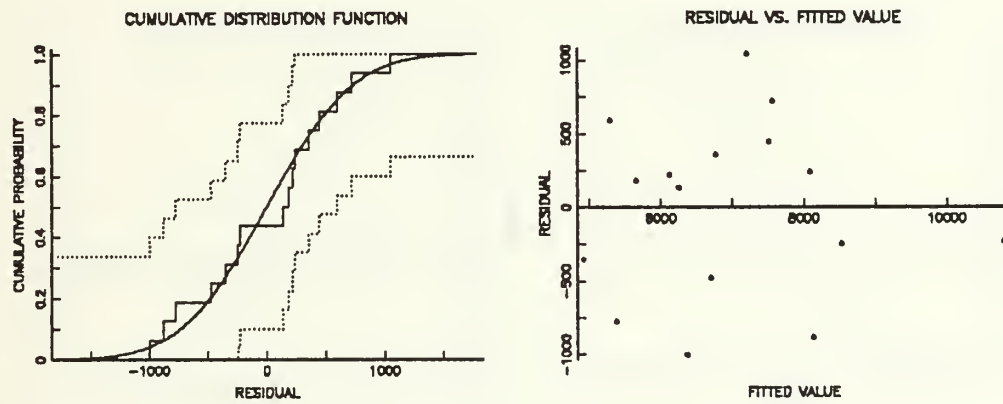 CUMULATIVE DISTRIBUTION FUNCTION
CUMULATIVE PROBABILITY
1.0
0.8
0.6
0.4
0.2
0
-1000
0
1000
RESIDUAL
RESIDUAL VS. FITTED VALUE
RESIDUAL
1000
500
0
-500
-1000
8000
8080
10000
FITTED VALUE